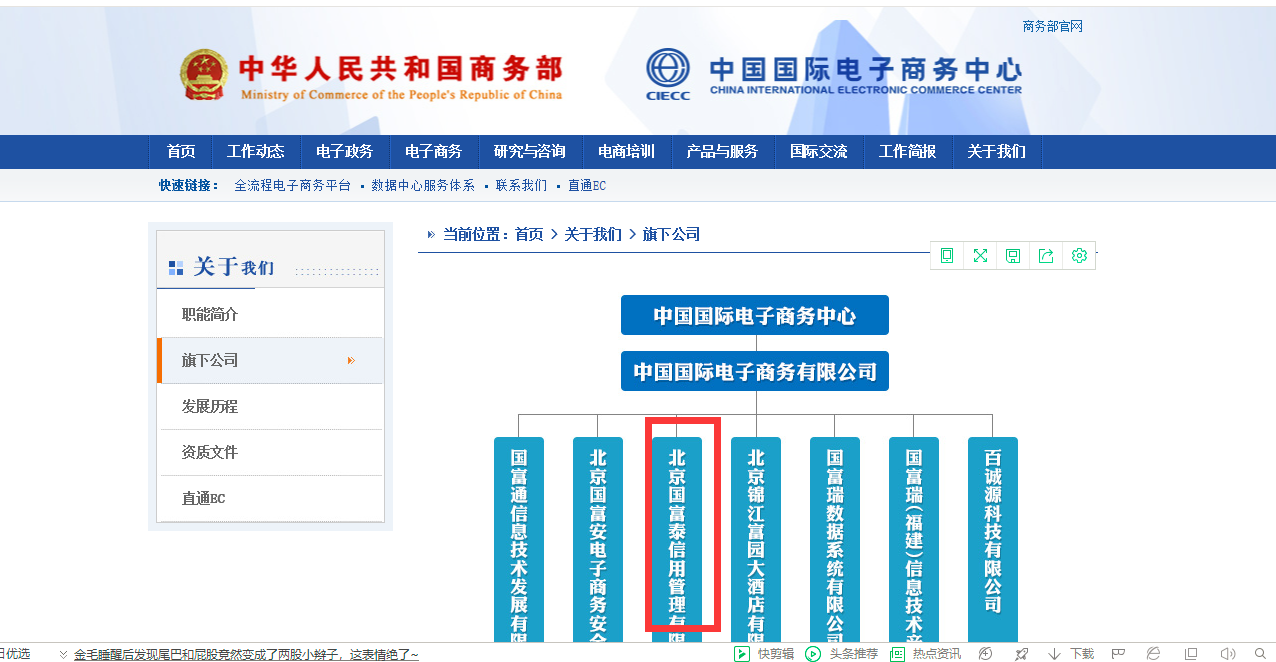 商务部官网
中华人民共和国商务部
Ministry of Commerce of the People's Republic of China
CIECC
中国国际电子商务中心
CHINA INTERNATIONAL ELECTRONIC COMMERCE CENTER
首页 工作动态 电子政务 电子商务 研究与咨询 电商培训 产品与服务 国际交流 工作简报 关于我们
快速链接： 全流程电子商务平台 • 数据中心服务体系 • 联系我们 • 直通EC
关于我们
职能简介
旗下公司
发展历程
资质文件
直通EC
当前位置：首页 > 关于我们 > 旗下公司
中国国际电子商务中心
中国国际电子商务有限公司
国富通信息技术发展有限
北京国富安电子商务安全
北京国富泰信用管理有限
北京锦江富园大酒店有限
国富瑞数据系统有限公司
国富瑞(福建)信息技术产
百诚源科技有限公司
日优选
金毛睡醒后发现尾巴和屁股竟然变成了两股小辫子，这表情绝了~
快剪辑 头条推荐 热点资讯 下载